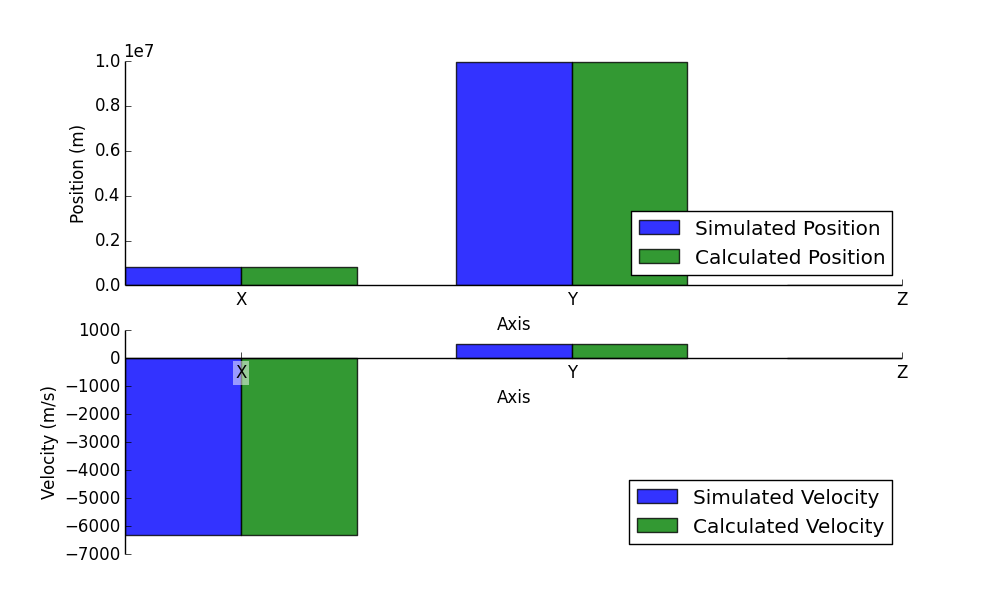 1e7
1.0
0.8
0.6
0.4
0.2
0.0
Position (m)
Simulated Position
Calculated Position
X Y Z
Axis
1000
0
−1000
−2000
−3000
−4000
−5000
−6000
−7000
Velocity (m/s)
X Y Z
Axis
Simulated Velocity
Calculated Velocity